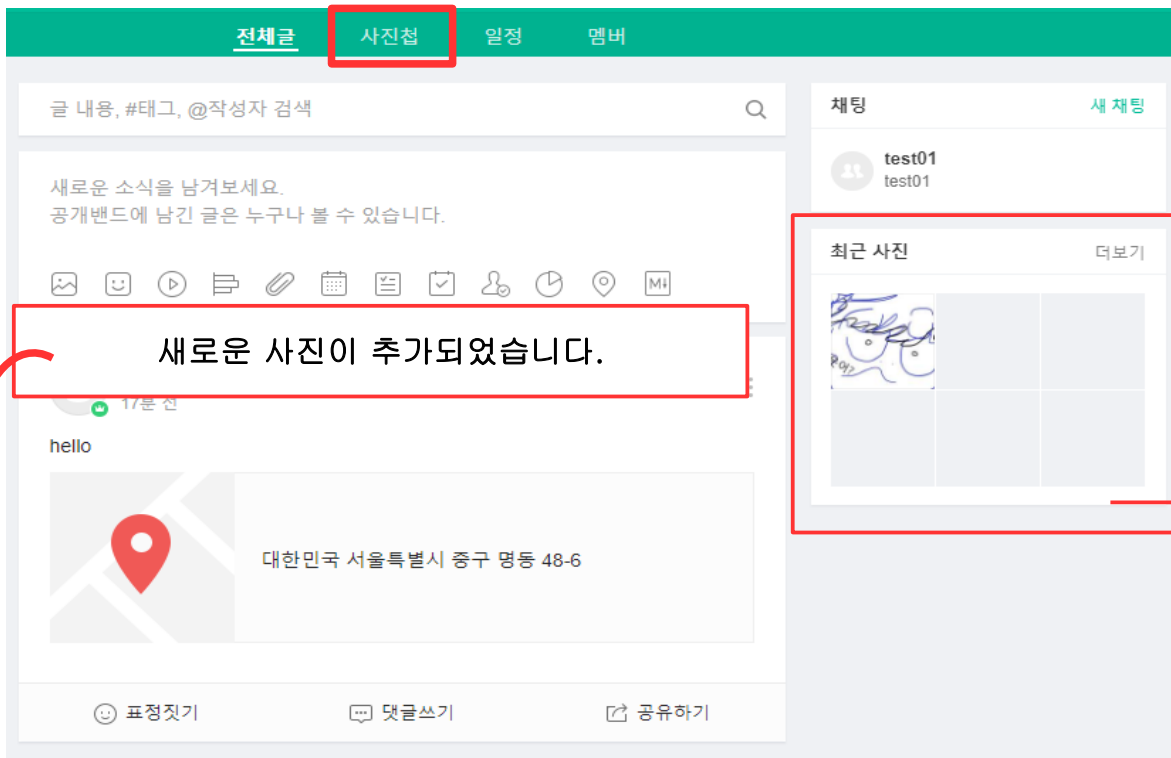 전체글 사진첩 일정 멤버
글 내용, #태그, @작성자 검색
새로운 소식을 남겨보세요.
공개밴드에 남긴 글은 누구나 볼 수 있습니다.
M↓
새로운 사진이 추가되었습니다.
17분 전
hello
대한민국 서울특별시 중구 명동 48-6
표정짓기 댓글쓰기 공유하기
채팅 새 채팅
test01
test01
최근 사진 더보기